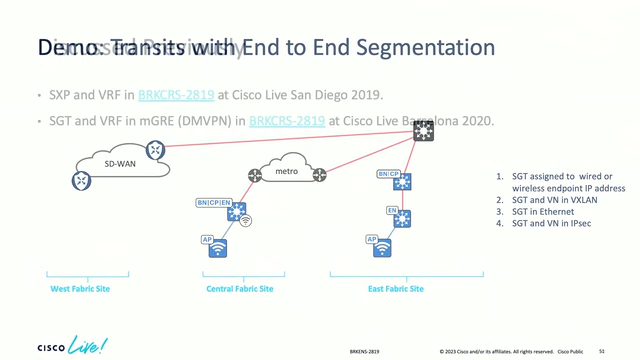 Demo: Transits with End to End Segmentation
Discussed Previously
• SXP and VRF in BRKCRS-2819 at Cisco Live San Diego 2019.
• SGT and VRF in mGRE (DMVPN) in BRKCRS-2819 at Cisco Live Barcelona 2020.
SD-WAN
metro
BN|CP
BN|CP|EN
EN
AP
AP
1. SGT assigned to wired or
wireless endpoint IP address
2. SGT and VN in VXLAN
3. SGT in Ethernet
4. SGT and VN in IPsec
West Fabric Site
Central Fabric Site
East Fabric Site
CISCO Live!
BRKENS-2819
© 2023 Cisco and/or its affiliates. All rights reserved. Cisco Public
51